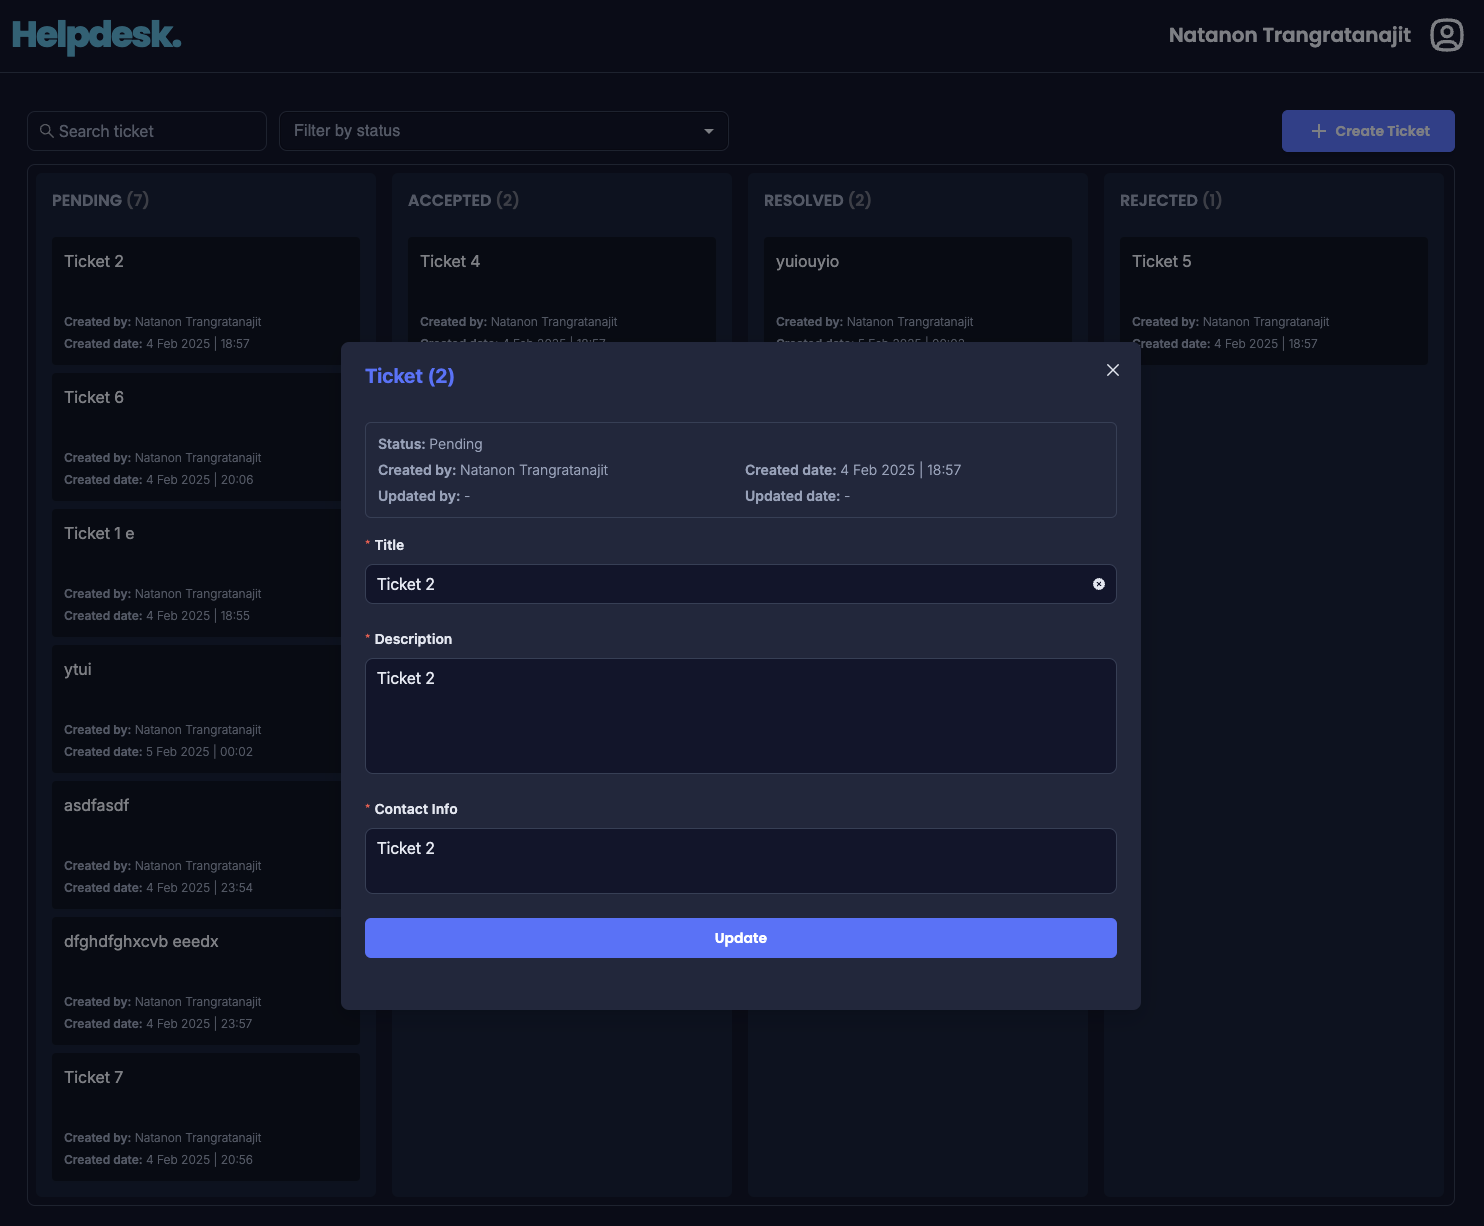 Helpdesk.
Natanon Trangratanajit
Search ticket
Filter by status
Create Ticket
PENDING (7)
ACCEPTED (2)
RESOLVED (2)
REJECTED (1)
Ticket 2
Created by: Natanon Trangratanajit
Created date: 4 Feb 2025 | 18:57
Ticket 4
Created by: Natanon Trangratanajit
yuiouyio
Created by: Natanon Trangratanajit
Ticket 5
Created by: Natanon Trangratanajit
Created date: 4 Feb 2025 | 18:57
Ticket 6
Created by: Natanon Trangratanajit
Created date: 4 Feb 2025 | 20:06
Ticket 1 e
Created by: Natanon Trangratanajit
Created date: 4 Feb 2025 | 18:55
ytui
Created by: Natanon Trangratanajit
Created date: 5 Feb 2025 | 00:02
asdfasdf
Created by: Natanon Trangratanajit
Created date: 4 Feb 2025 | 23:54
dfghdfghxcvb eeedx
Created by: Natanon Trangratanajit
Created date: 4 Feb 2025 | 23:57
Ticket 7
Created by: Natanon Trangratanajit
Created date: 4 Feb 2025 | 20:56
Ticket (2)
Status: Pending
Created by: Natanon Trangratanajit
Created date: 4 Feb 2025 | 18:57
Updated by: -
Updated date: -
* Title
Ticket 2
* Description
Ticket 2
* Contact Info
Ticket 2
Update